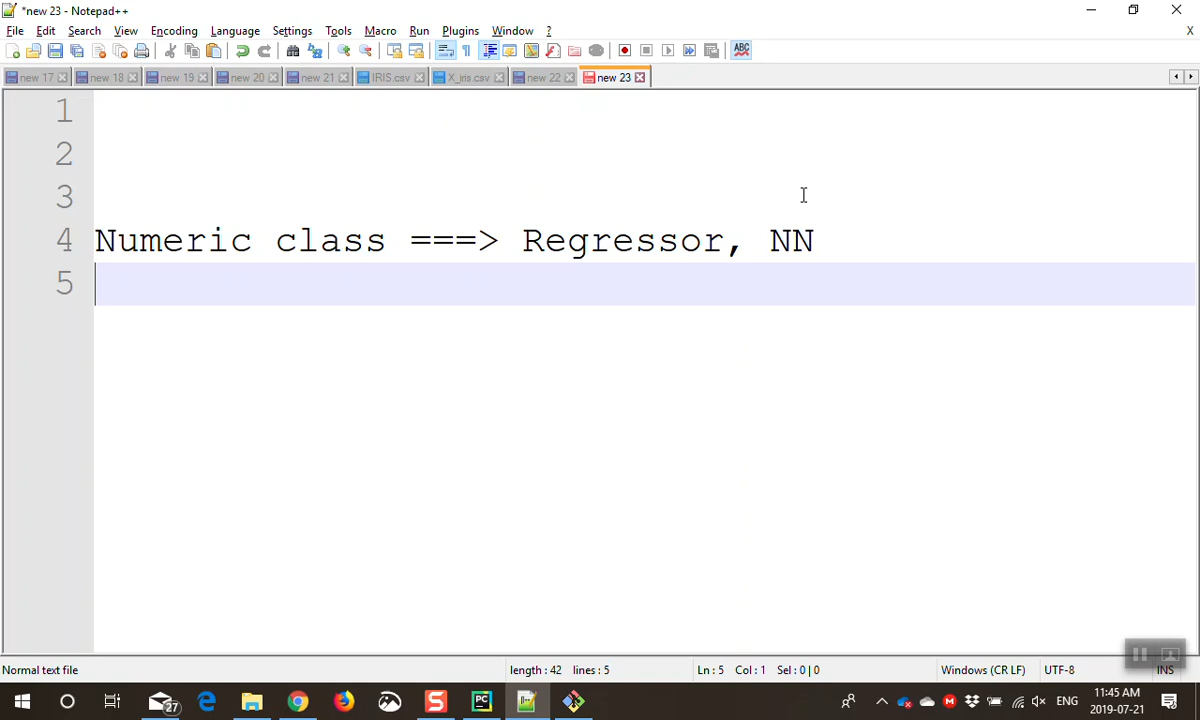 *new 23 - Notepad++
File Edit Search View Encoding Language Settings Tools Macro Run Plugins Window ?
X
ABC
new 17 new 18 new 19 new 20 new 21 IRIS.csv X_iris.csv new 22 new 23
1
2
3
4 Numeric class ===> Regressor, NN
5
Normal text file length : 42 lines : 5 Ln : 5 Col : 1 Sel : 0 | 0 Windows (CR LF) UTF-8 INS
27 S PC M ENG 11:45 AM
2019-07-21